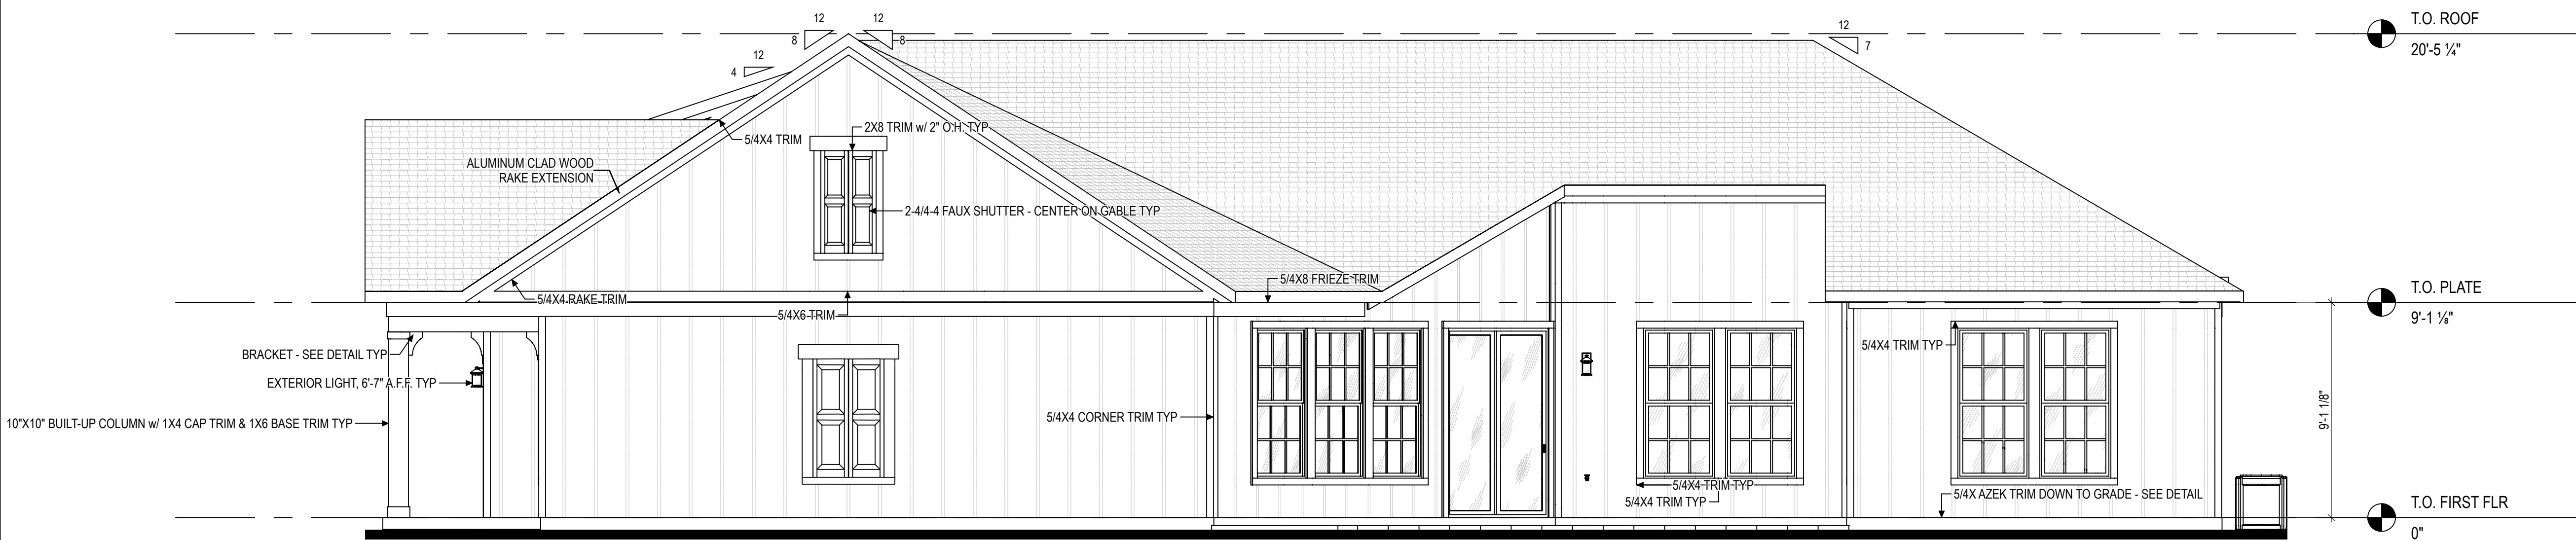 12
8
12
8
12
4
12
7
T.O. ROOF
20'-5 ¼"
5/4X4 TRIM
2X8 TRIM w/ 2" O.H. TYP
ALUMINUM CLAD WOOD
RAKE EXTENSION
2-4/4-4 FAUX SHUTTER - CENTER ON GABLE TYP
5/4X8 FRIEZE TRIM
5/4X4 RAKE TRIM
5/4X6 TRIM
T.O. PLATE
9'-1 ⅛"
BRACKET - SEE DETAIL TYP
5/4X4 TRIM TYP
EXTERIOR LIGHT, 6'-7" A.F.F. TYP
10"X10" BUILT-UP COLUMN w/ 1X4 CAP TRIM & 1X6 BASE TRIM TYP
5/4X4 CORNER TRIM TYP
9'-1 1/8"
5/4X4 TRIM TYP
5/4X4 TRIM TYP
5/4X AZEK TRIM DOWN TO GRADE - SEE DETAIL
T.O. FIRST FLR
0"